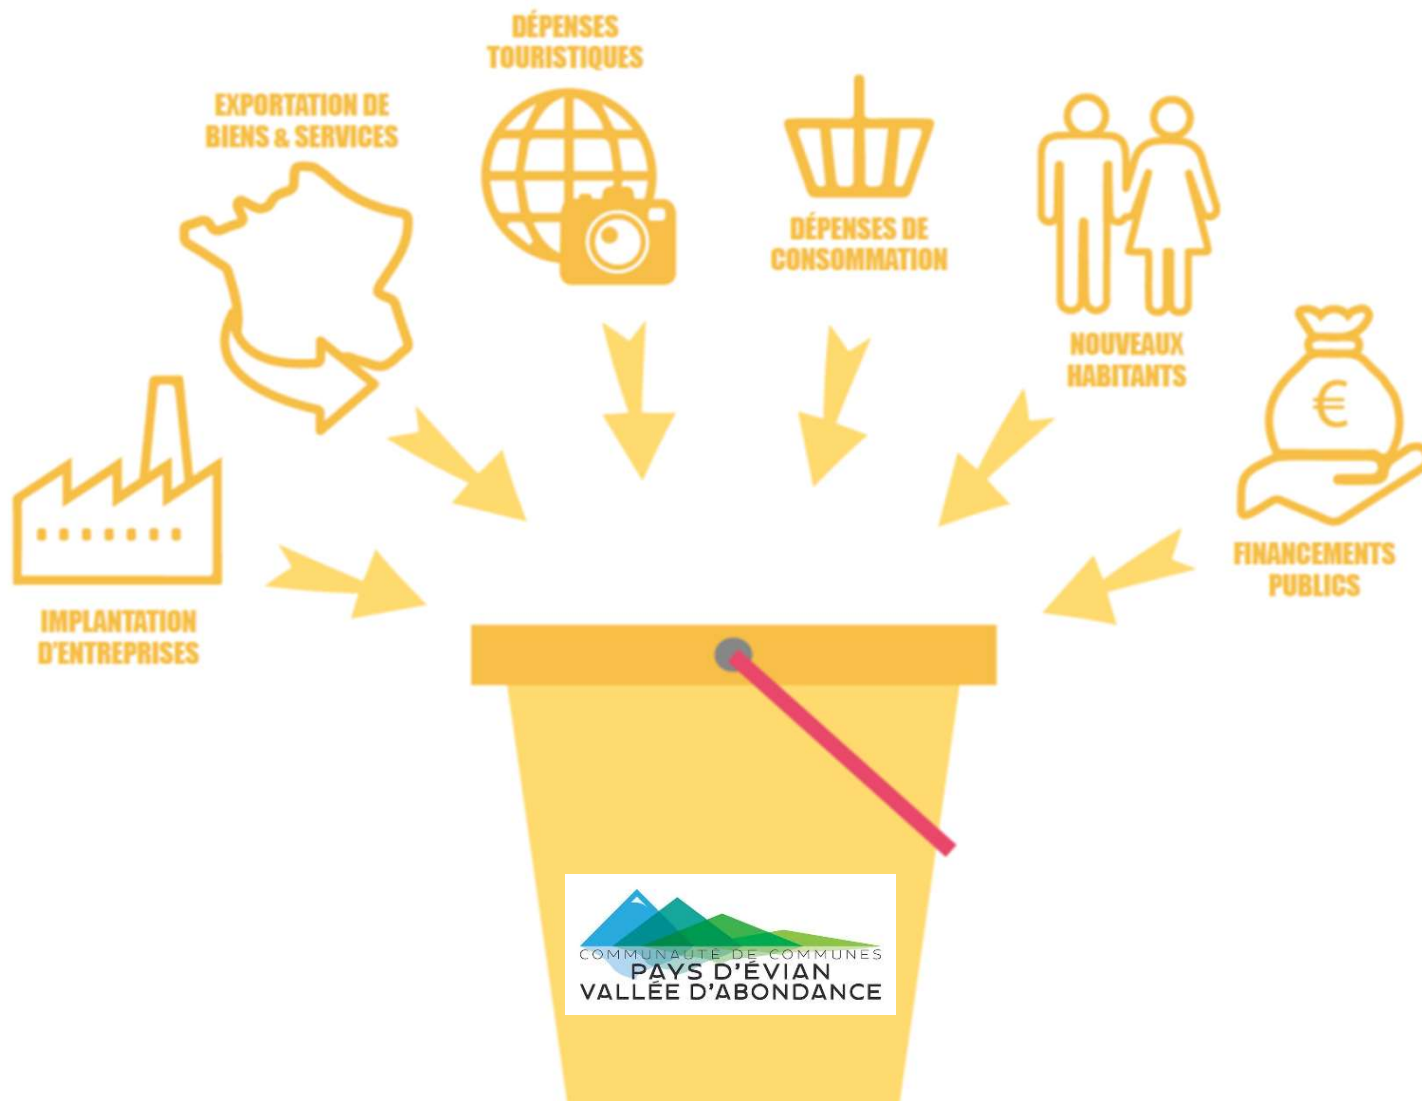 DÉPENSES
TOURISTIQUES
EXPORTATION DE
BIENS & SERVICES
DÉPENSES DE
CONSOMMATION
NOUVEAUX
HABITANTS
€
FINANCEMENTS
PUBLICS
IMPLANTATION
D'ENTREPRISES
COMMUNAUTÉ DE COMMUNES
PAYS D'ÉVIAN
VALLÉE D'ABONDANCE